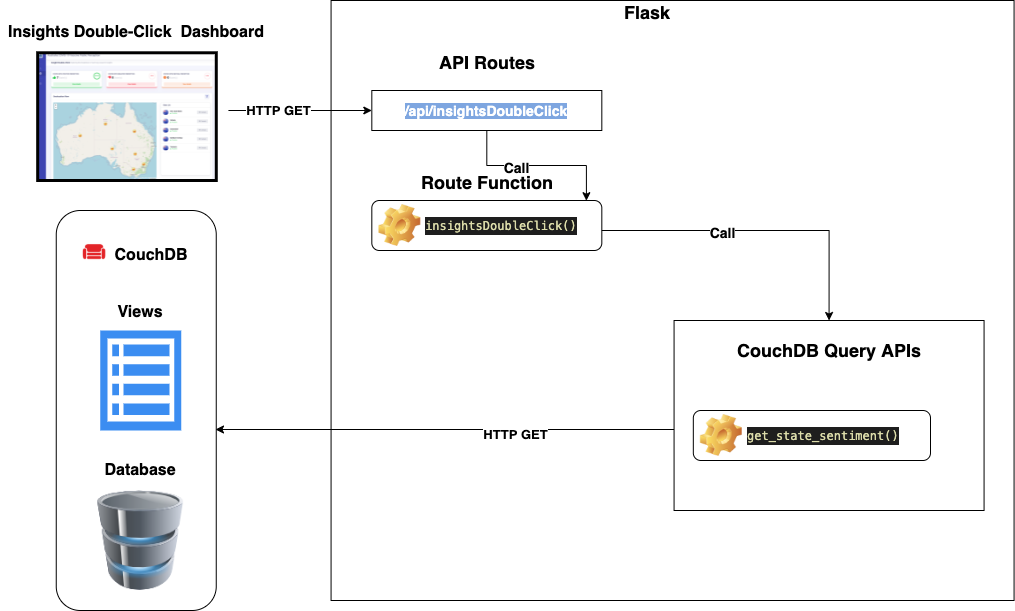 Flask
Insights Double-Click Dashboard
API Routes
HTTP GET
/api/insightsDoubleClick
Call
Route Function
insightsDoubleClick()
Call
CouchDB
Views
CouchDB Query APIs
HTTP GET
get_state_sentiment()
Database